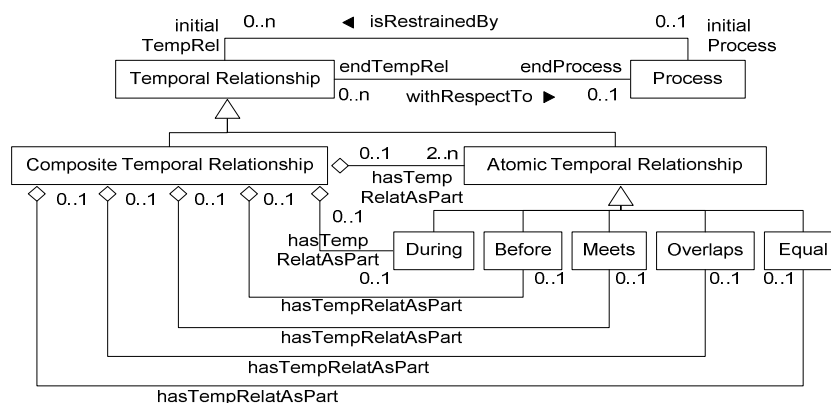 initial
TempRel
0..n
◄ isRestrainedBy
0..1
initial
Process
Temporal Relationship
endTempRel
endProcess
Process
0..n
withRespectTo ►
0..1
Composite Temporal Relationship
0..1
2..n
Atomic Temporal Relationship
hasTemp
RelatAsPart
0..1
0..1
0..1
0..1
0..1
hasTemp
RelatAsPart
0..1
During
Before
Meets
Overlaps
Equal
0..1
0..1
0..1
0..1
hasTempRelatAsPart
hasTempRelatAsPart
hasTempRelatAsPart
hasTempRelatAsPart